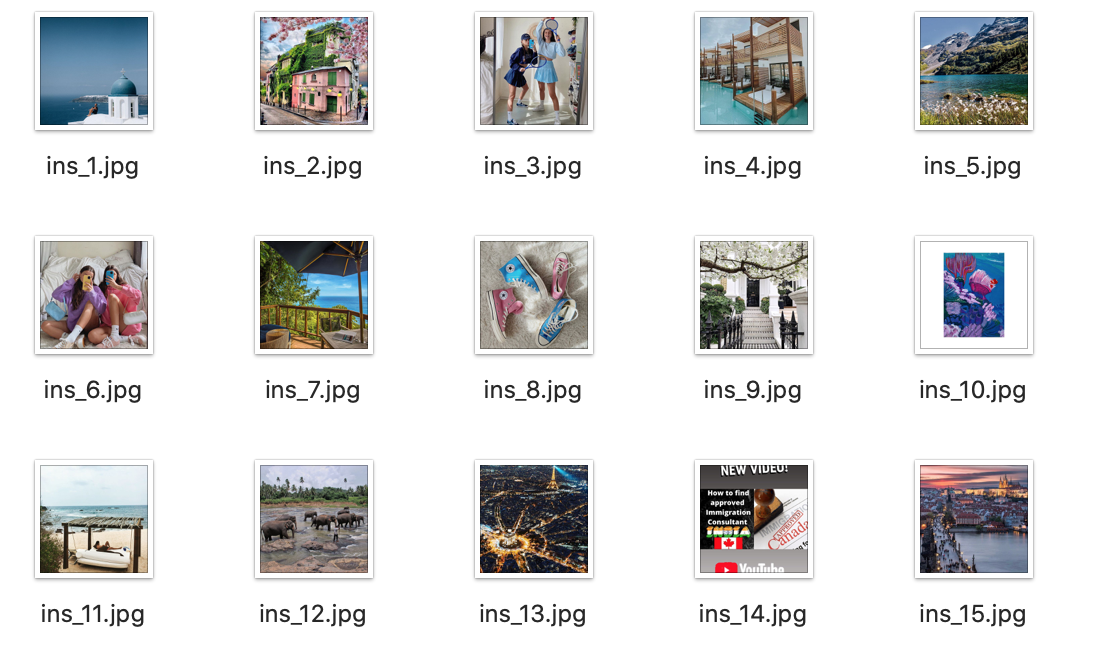 ins_1.jpg
ins_2.jpg
ins_3.jpg
ins_4.jpg
ins_5.jpg
ins_6.jpg
ins_7.jpg
ins_8.jpg
ins_9.jpg
ins_10.jpg
NEW VIDEO!
How to find
approved
Immigration
Consultant
INDIA
Canada
YouTube
ins_11.jpg
ins_12.jpg
ins_13.jpg
ins_14.jpg
ins_15.jpg